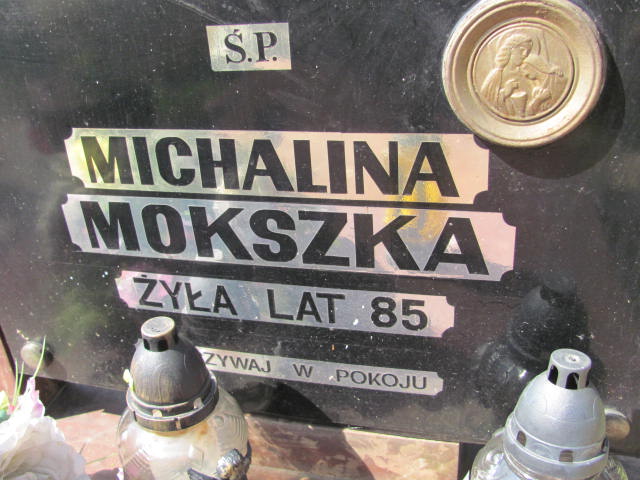 Ś.P.
MICHALINA
MOKSZKA
ŻYŁA LAT 85
ZYWAJ W POKOJU